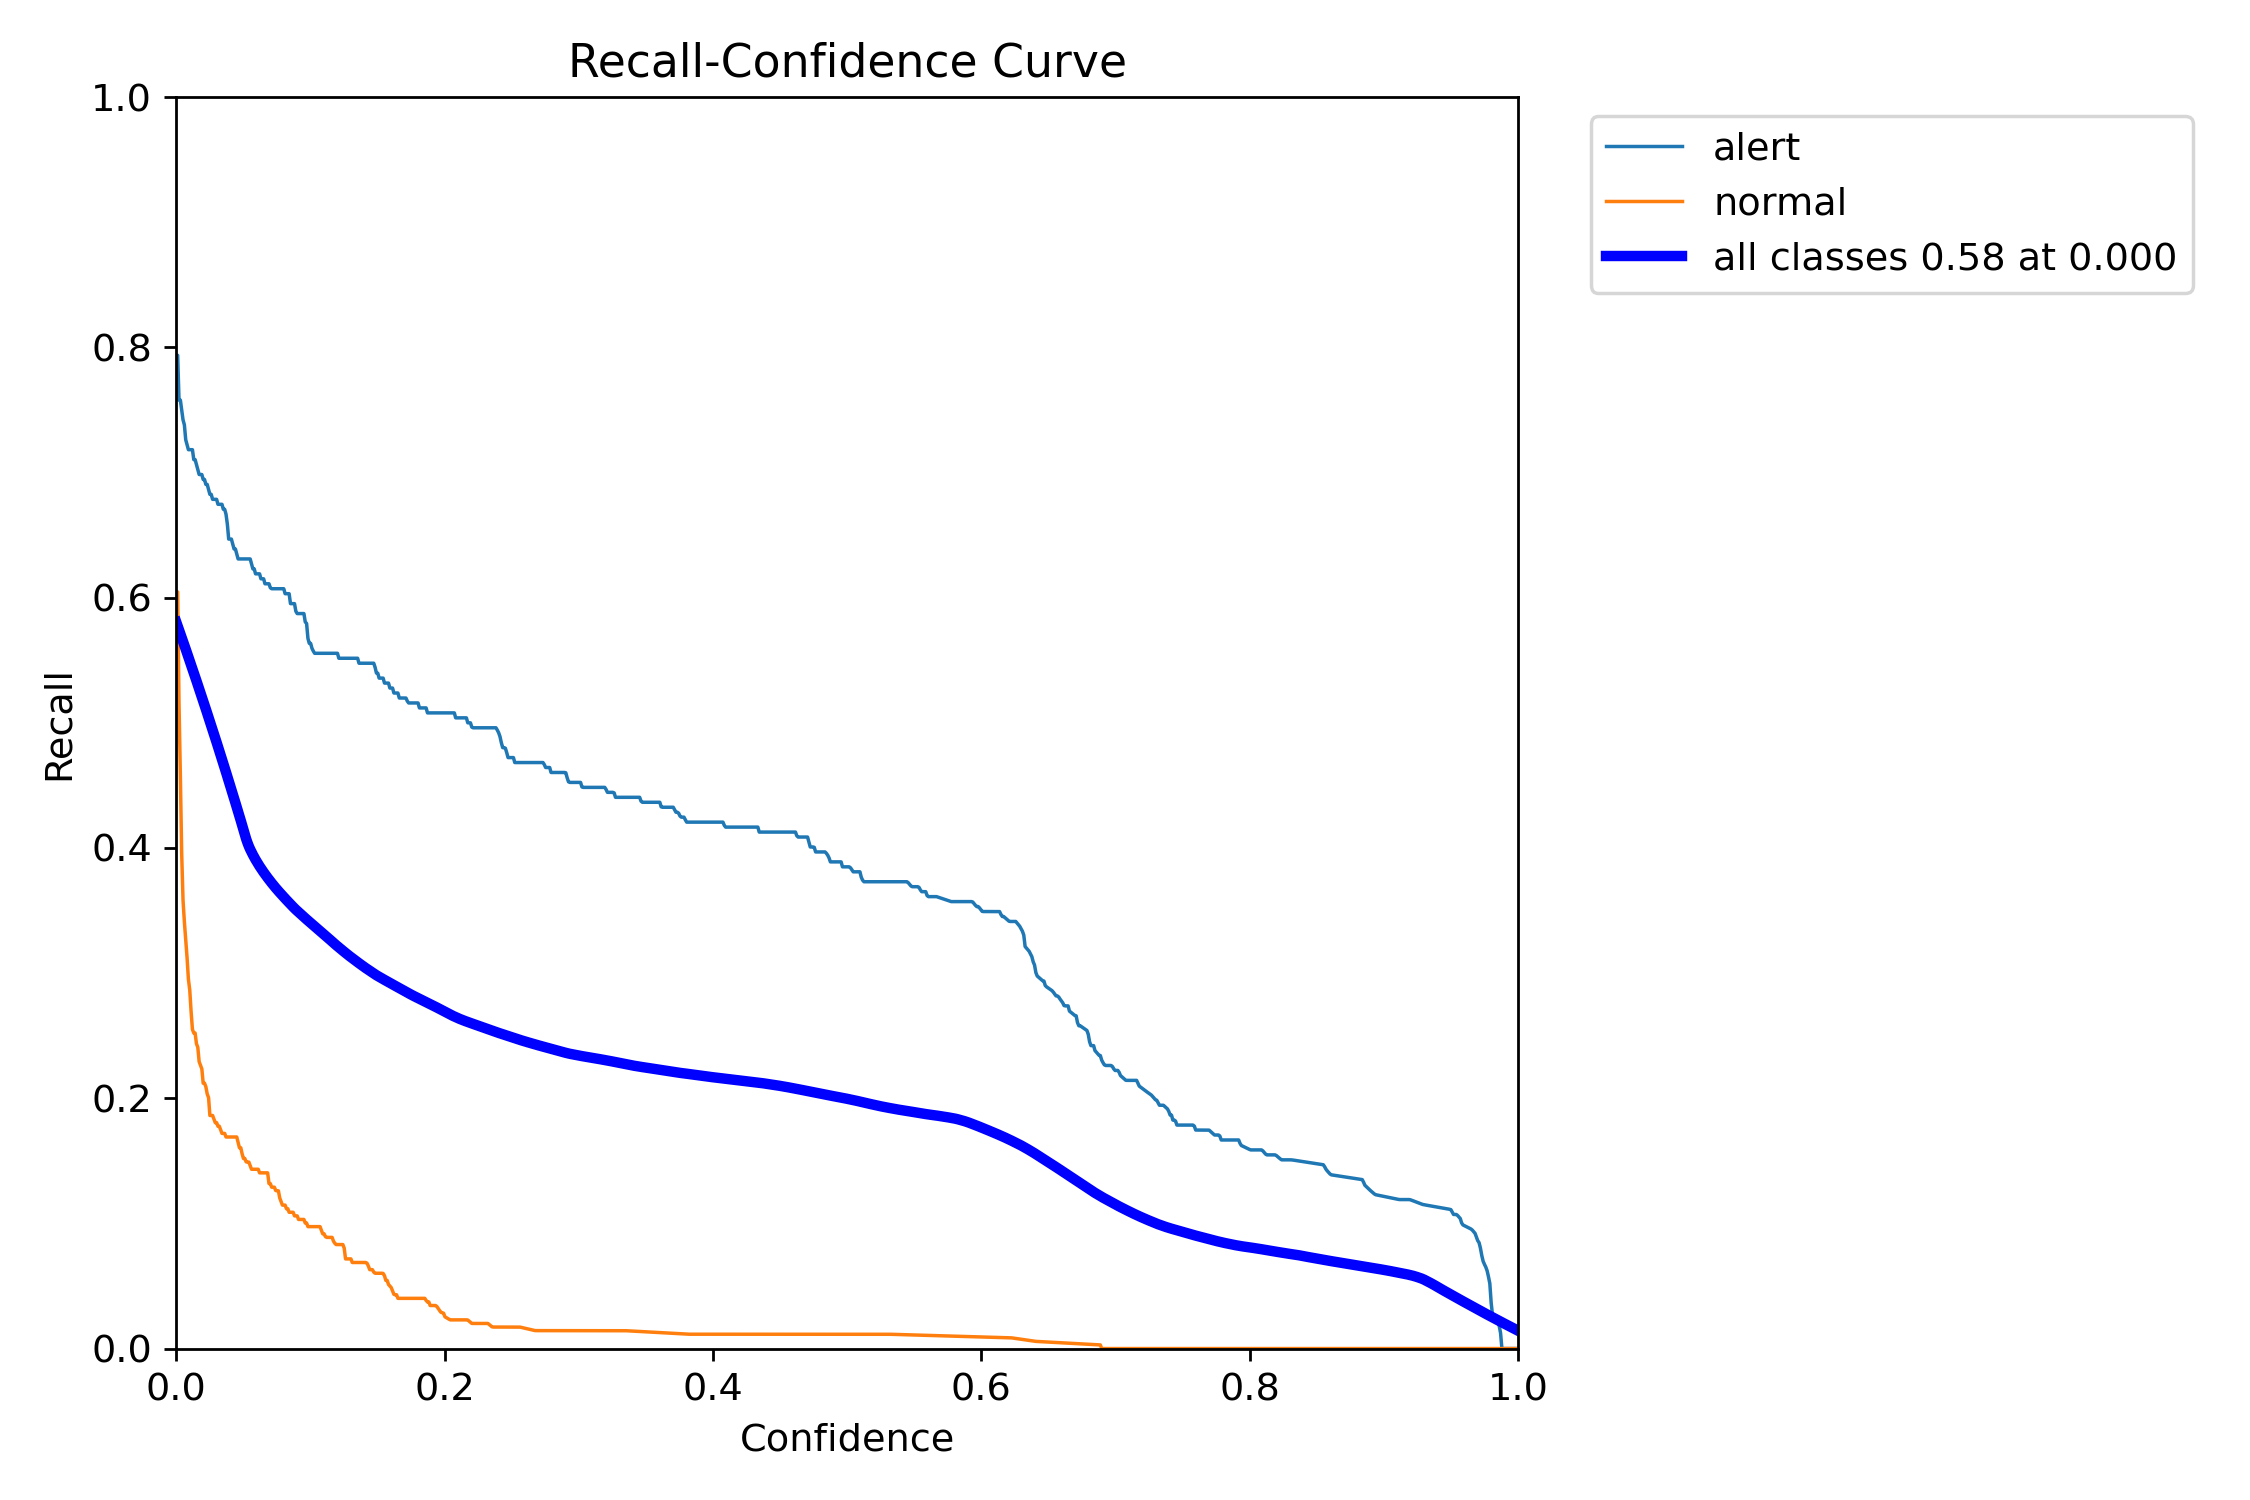 Recall-Confidence Curve
1.0
0.8
0.6
0.4
0.2
0.0
Recall
0.0 0.2 0.4 0.6 0.8 1.0
Confidence
alert
normal
all classes 0.58 at 0.000